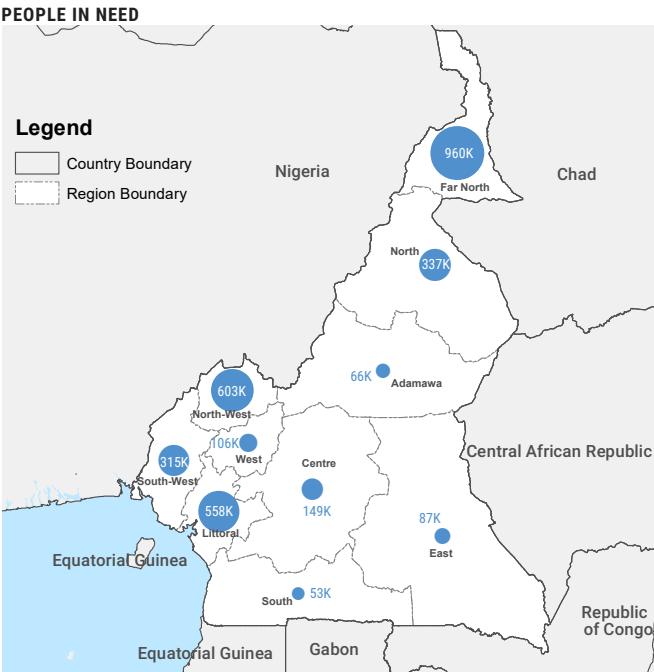 PEOPLE IN NEED
Legend
Country Boundary
Region Boundary
Nigeria
Chad
960K
Far North
North
337K
66K
Adamawa
603K
North-West
106K
West
315K
South-West
Centre
149K
558K
Littoral
Central African Republic
87K
East
Equatorial Guinea
South
53K
Republic
of Congo
Equatorial Guinea
Gabon